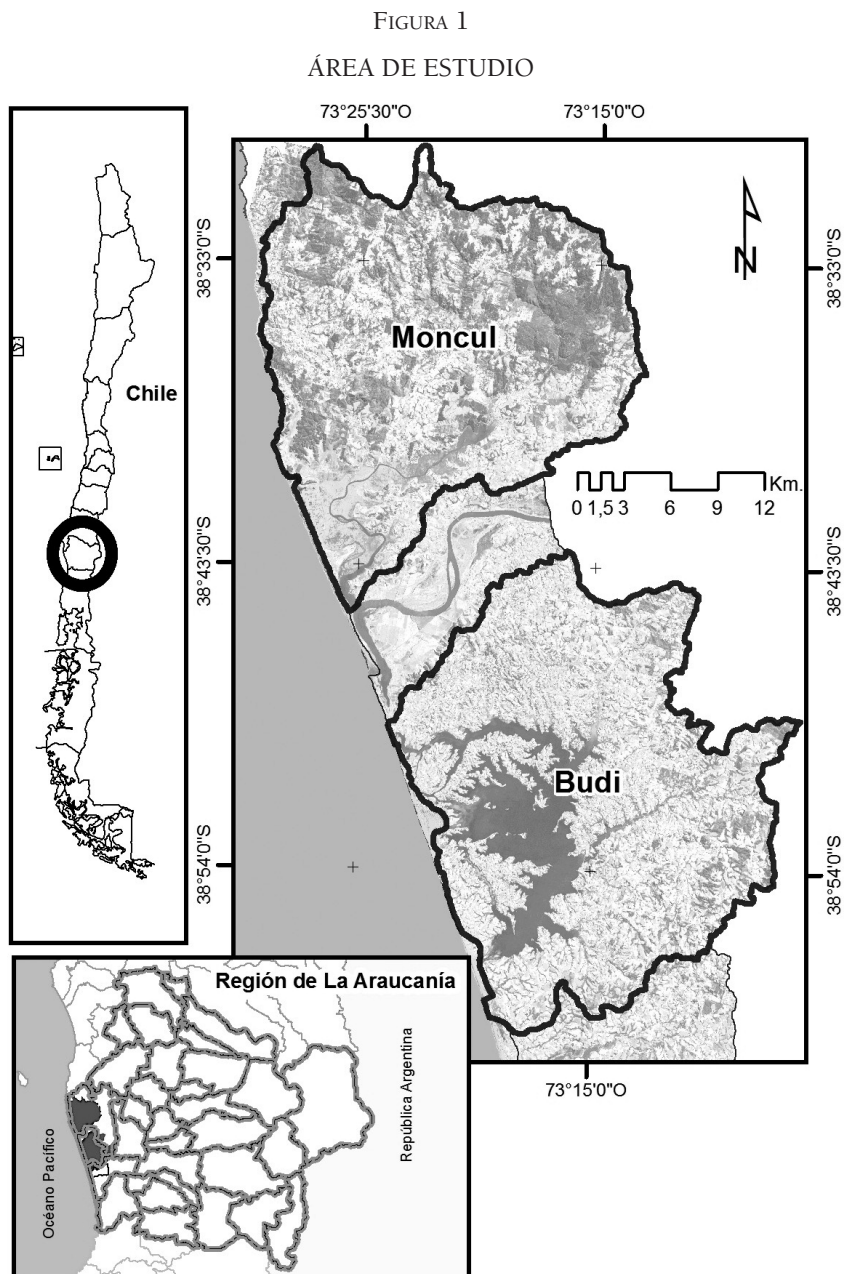 FIGURA 1
ÁREA DE ESTUDIO
73°25'30"O 73°15'0"O
38°33'0"S 38°33'0"S
N
Moncul
Chile
Km.
0 1,5 3 6 9 12
38°43'30"S 38°43'30"S
Budi
38°54'0"S 38°54'0"S
73°15'0"O
Región de La Araucanía
Océano Pacífico
República Argentina